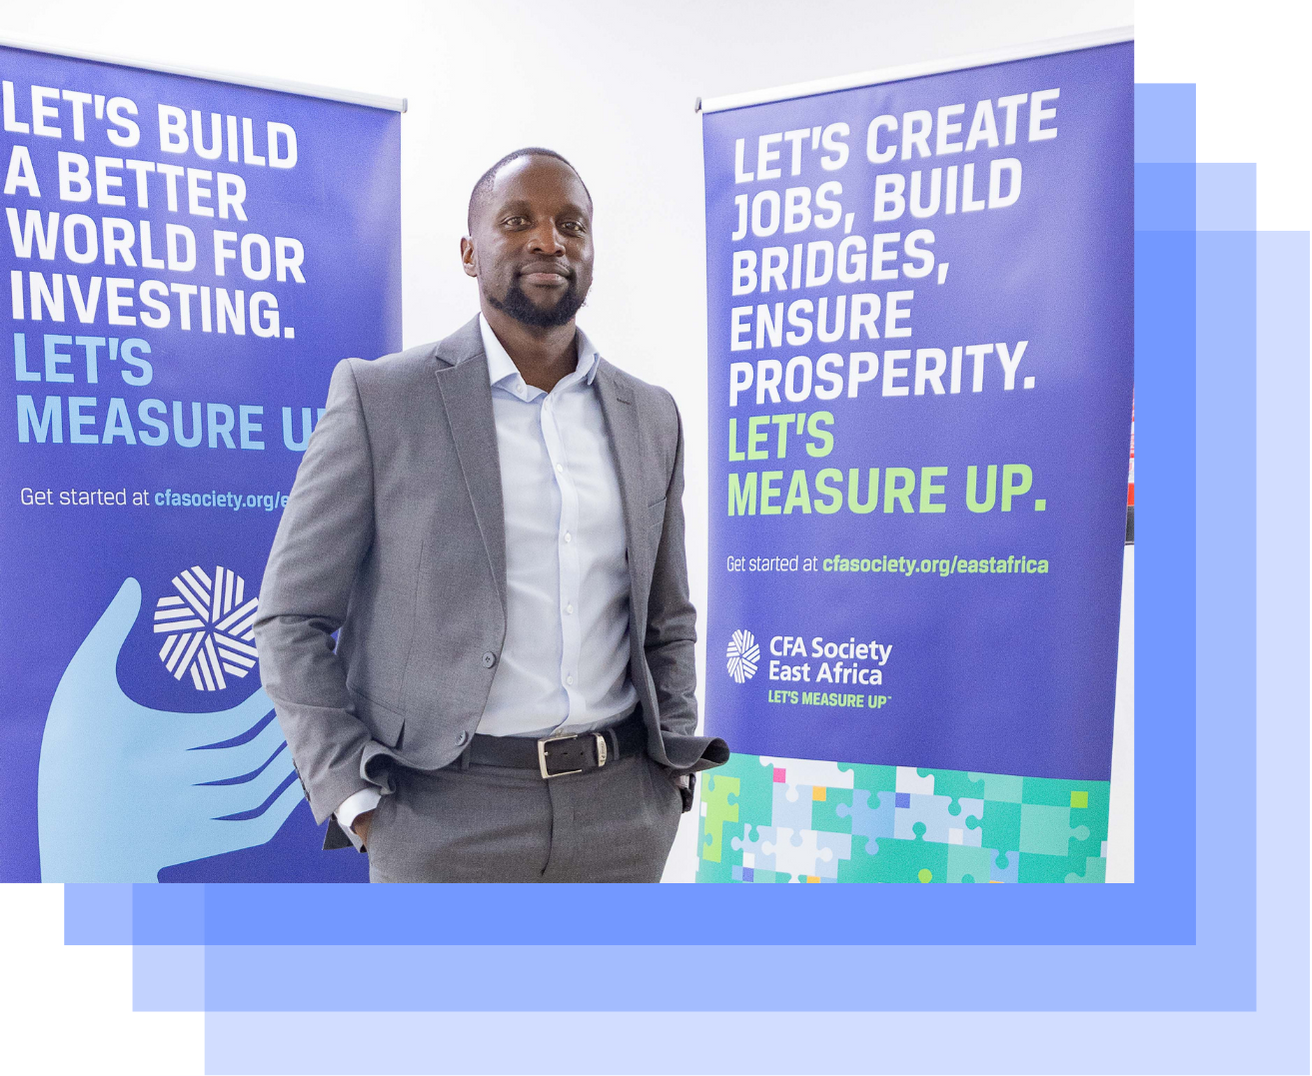 LET'S BUILD
A BETTER
WORLD FOR
INVESTING.
LET'S
MEASURE
Get started at cfasociety.org/e
LET'S CREATE
JOBS, BUILD
BRIDGES,
ENSURE
PROSPERITY.
LET'S
MEASURE UP.
Get started at cfasociety.org/eastafrica
CFA Society
East Africa
LET'S MEASURE UP™